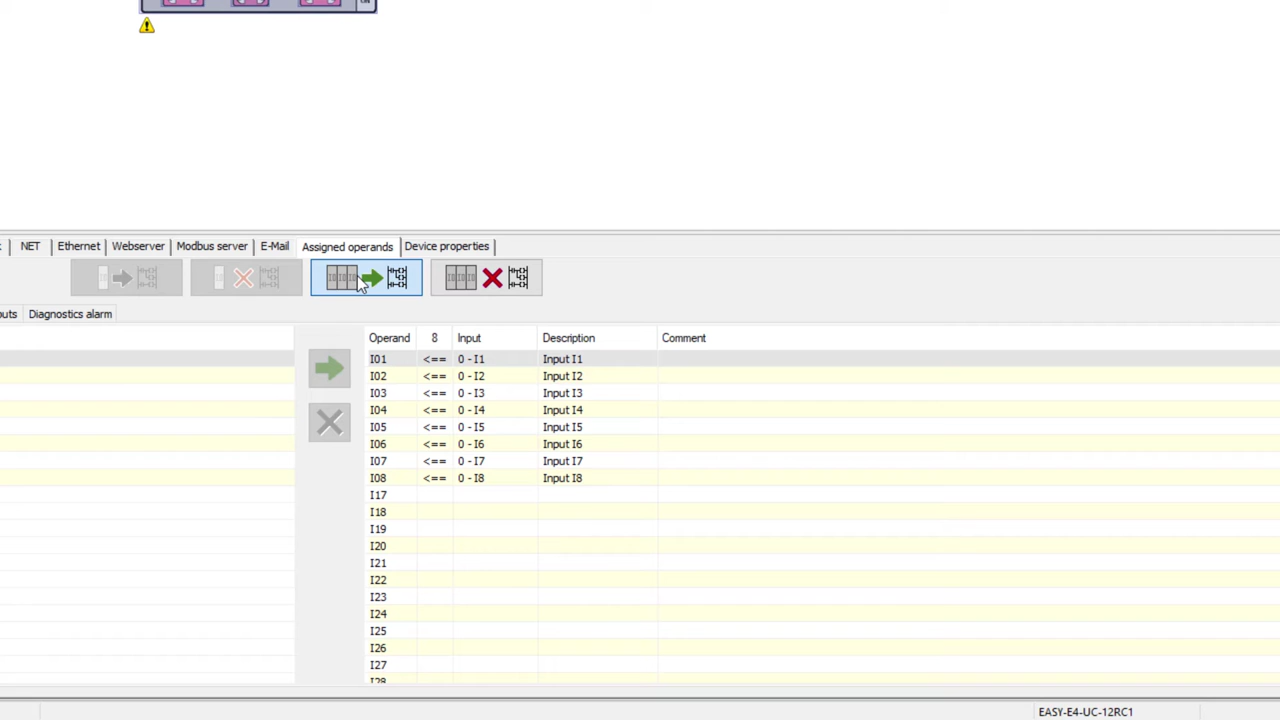 NET Ethernet Webserver Modbus server E-Mail Assigned operands Device properties
Diagnostics alarm
Operand 8 Input Description Comment
I01 <== 0 - I1 Input I1
I02 <== 0 - I2 Input I2
I03 <== 0 - I3 Input I3
I04 <== 0 - I4 Input I4
I05 <== 0 - I5 Input I5
I06 <== 0 - I6 Input I6
I07 <== 0 - I7 Input I7
I08 <== 0 - I8 Input I8
I17
I18
I19
I20
I21
I22
I23
I24
I25
I26
I27
I28
EASY-E4-UC-12RC1